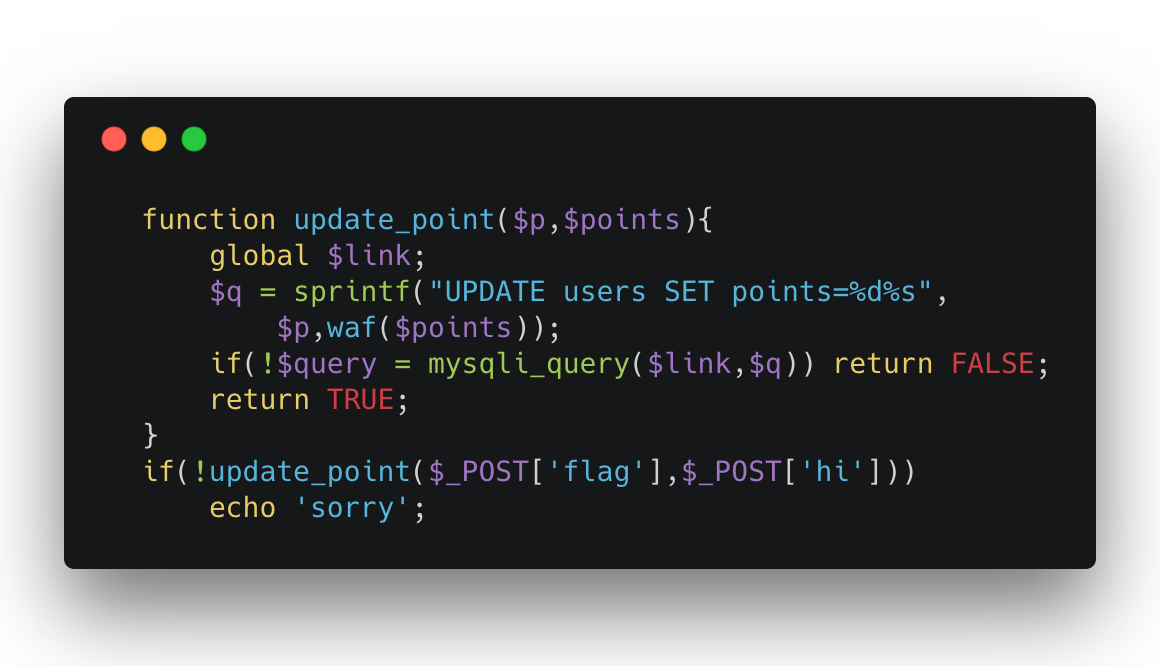 function update_point($p,$points){
    global $link;
    $q = sprintf("UPDATE users SET points=%d%s",
        $p,waf($points));
    if(!$query = mysqli_query($link,$q)) return FALSE;
    return TRUE;
}
if(!update_point($_POST['flag'],$_POST['hi']))
    echo 'sorry';